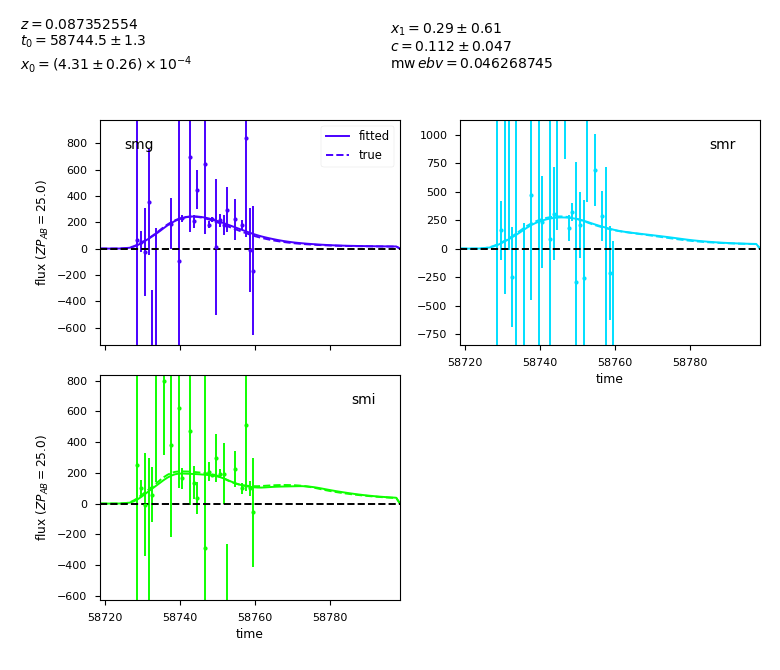 z = 0.087352554
t₀ = 58744.5 ± 1.3
x₀ = (4.31 ± 0.26) × 10⁻⁴
x₁ = 0.29 ± 0.61
c = 0.112 ± 0.047
mw ebv = 0.046268745
smg
fitted
true
800
600
400
200
0
−200
−400
−600
flux (ZP_AB = 25.0)
smr
1000
750
500
250
0
−250
−500
−750
58720 58740 58760 58780
time
smi
800
600
400
200
0
−200
−400
−600
flux (ZP_AB = 25.0)
58720 58740 58760 58780
time